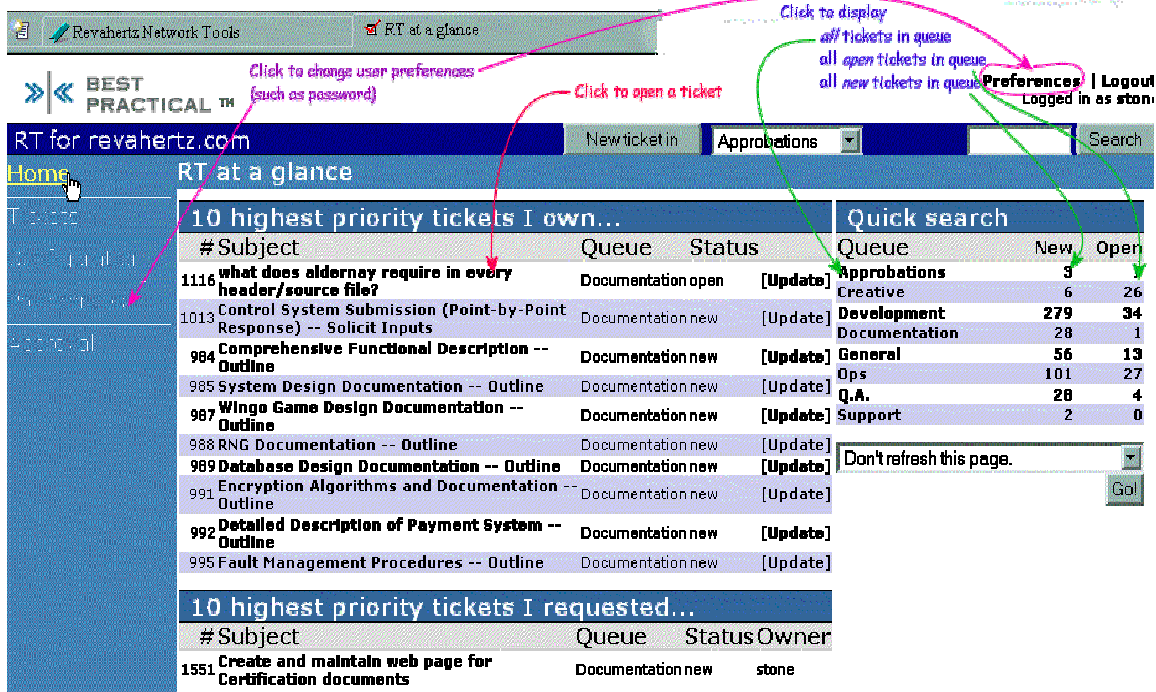 Click to display
all tickets in queue
all open tickets in queue
all new tickets in queue
Revahertz Network Tools
RT at a glance
Click to change user preferences
(such as password)
Click to open a ticket
BEST
PRACTICAL ™
Preferences | Logout
Logged in as stone
RT for revahertz.com
New ticket in
Approbations
Search
Home
Tickets
Configuration
Preferences
Approval
RT at a glance
10 highest priority tickets I own...
# Subject Queue Status
1116 what does aldernay require in every
header/source file? Documentation open [Update]
1013 Control System Submission (Point-by-Point
Response) -- Solicit Inputs Documentation new [Update]
984 Comprehensive Functional Description --
Outline Documentation new [Update]
985 System Design Documentation -- Outline Documentation new [Update]
987 Wingo Game Design Documentation --
Outline Documentation new [Update]
988 RNG Documentation -- Outline Documentation new [Update]
989 Database Design Documentation -- Outline Documentation new [Update]
991 Encryption Algorithms and Documentation --
Outline Documentation new [Update]
992 Detailed Description of Payment System --
Outline Documentation new [Update]
995 Fault Management Procedures -- Outline Documentation new [Update]
10 highest priority tickets I requested...
# Subject Queue Status Owner
1551 Create and maintain web page for
Certification documents Documentation new stone
Quick search
Queue New Open
Approbations 3
Creative 6 26
Development 279 34
Documentation 28 1
General 56 13
Ops 101 27
Q.A. 28 4
Support 2 0
Don't refresh this page.
Go!